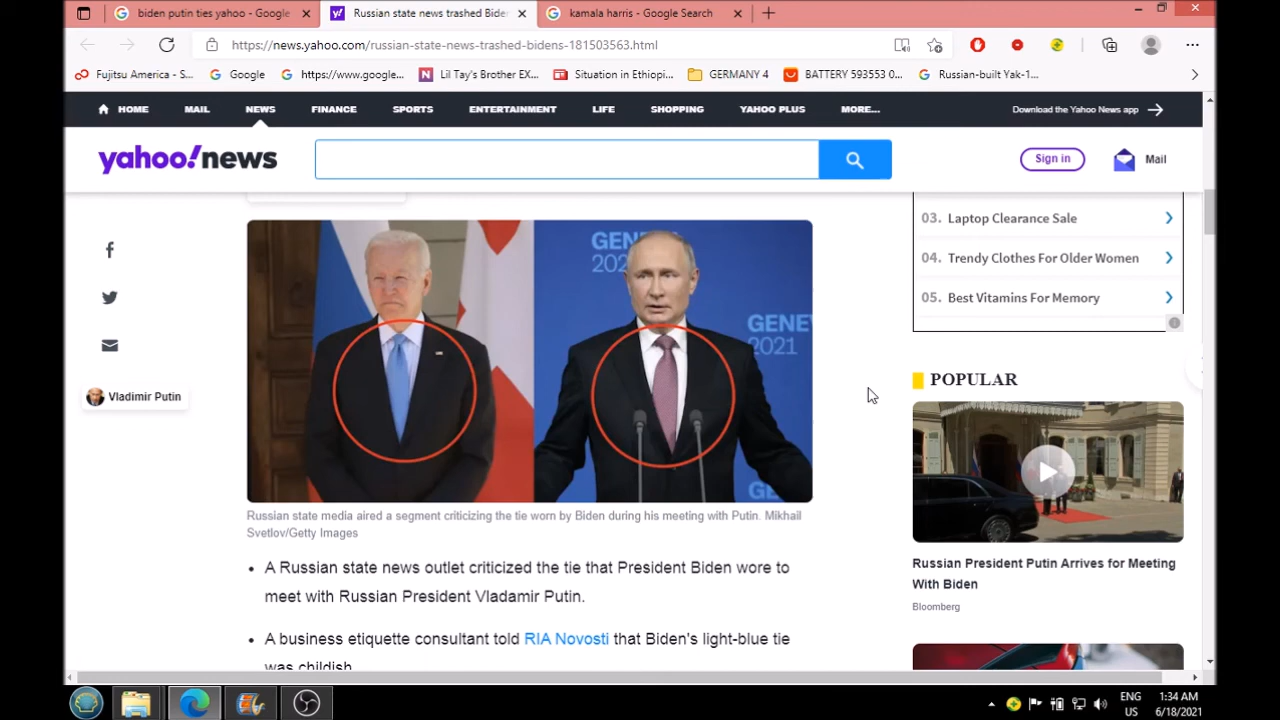 biden putin ties yahoo - Google
Russian state news trashed Bide
kamala harris - Google Search
https://news.yahoo.com/russian-state-news-trashed-bidens-181503563.html
Fujitsu America - S...
Google
https://www.google...
Lil Tay's Brother EX...
Situation in Ethiopi...
GERMANY 4
BATTERY 593553 0...
Russian-built Yak-1...
HOME
MAIL
NEWS
FINANCE
SPORTS
ENTERTAINMENT
LIFE
SHOPPING
YAHOO PLUS
MORE...
Download the Yahoo News app
yahoo!news
Sign in
Mail
03. Laptop Clearance Sale
04. Trendy Clothes For Older Women
05. Best Vitamins For Memory
GENEV
202
GENEV
2021
GE
Vladimir Putin
Russian state media aired a segment criticizing the tie worn by Biden during his meeting with Putin. Mikhail
Svetlov/Getty Images
• A Russian state news outlet criticized the tie that President Biden wore to
meet with Russian President Vladamir Putin.
• A business etiquette consultant told RIA Novosti that Biden's light-blue tie
was childish
POPULAR
Russian President Putin Arrives for Meeting
With Biden
Bloomberg
ENG
US
1:34 AM
6/18/2021